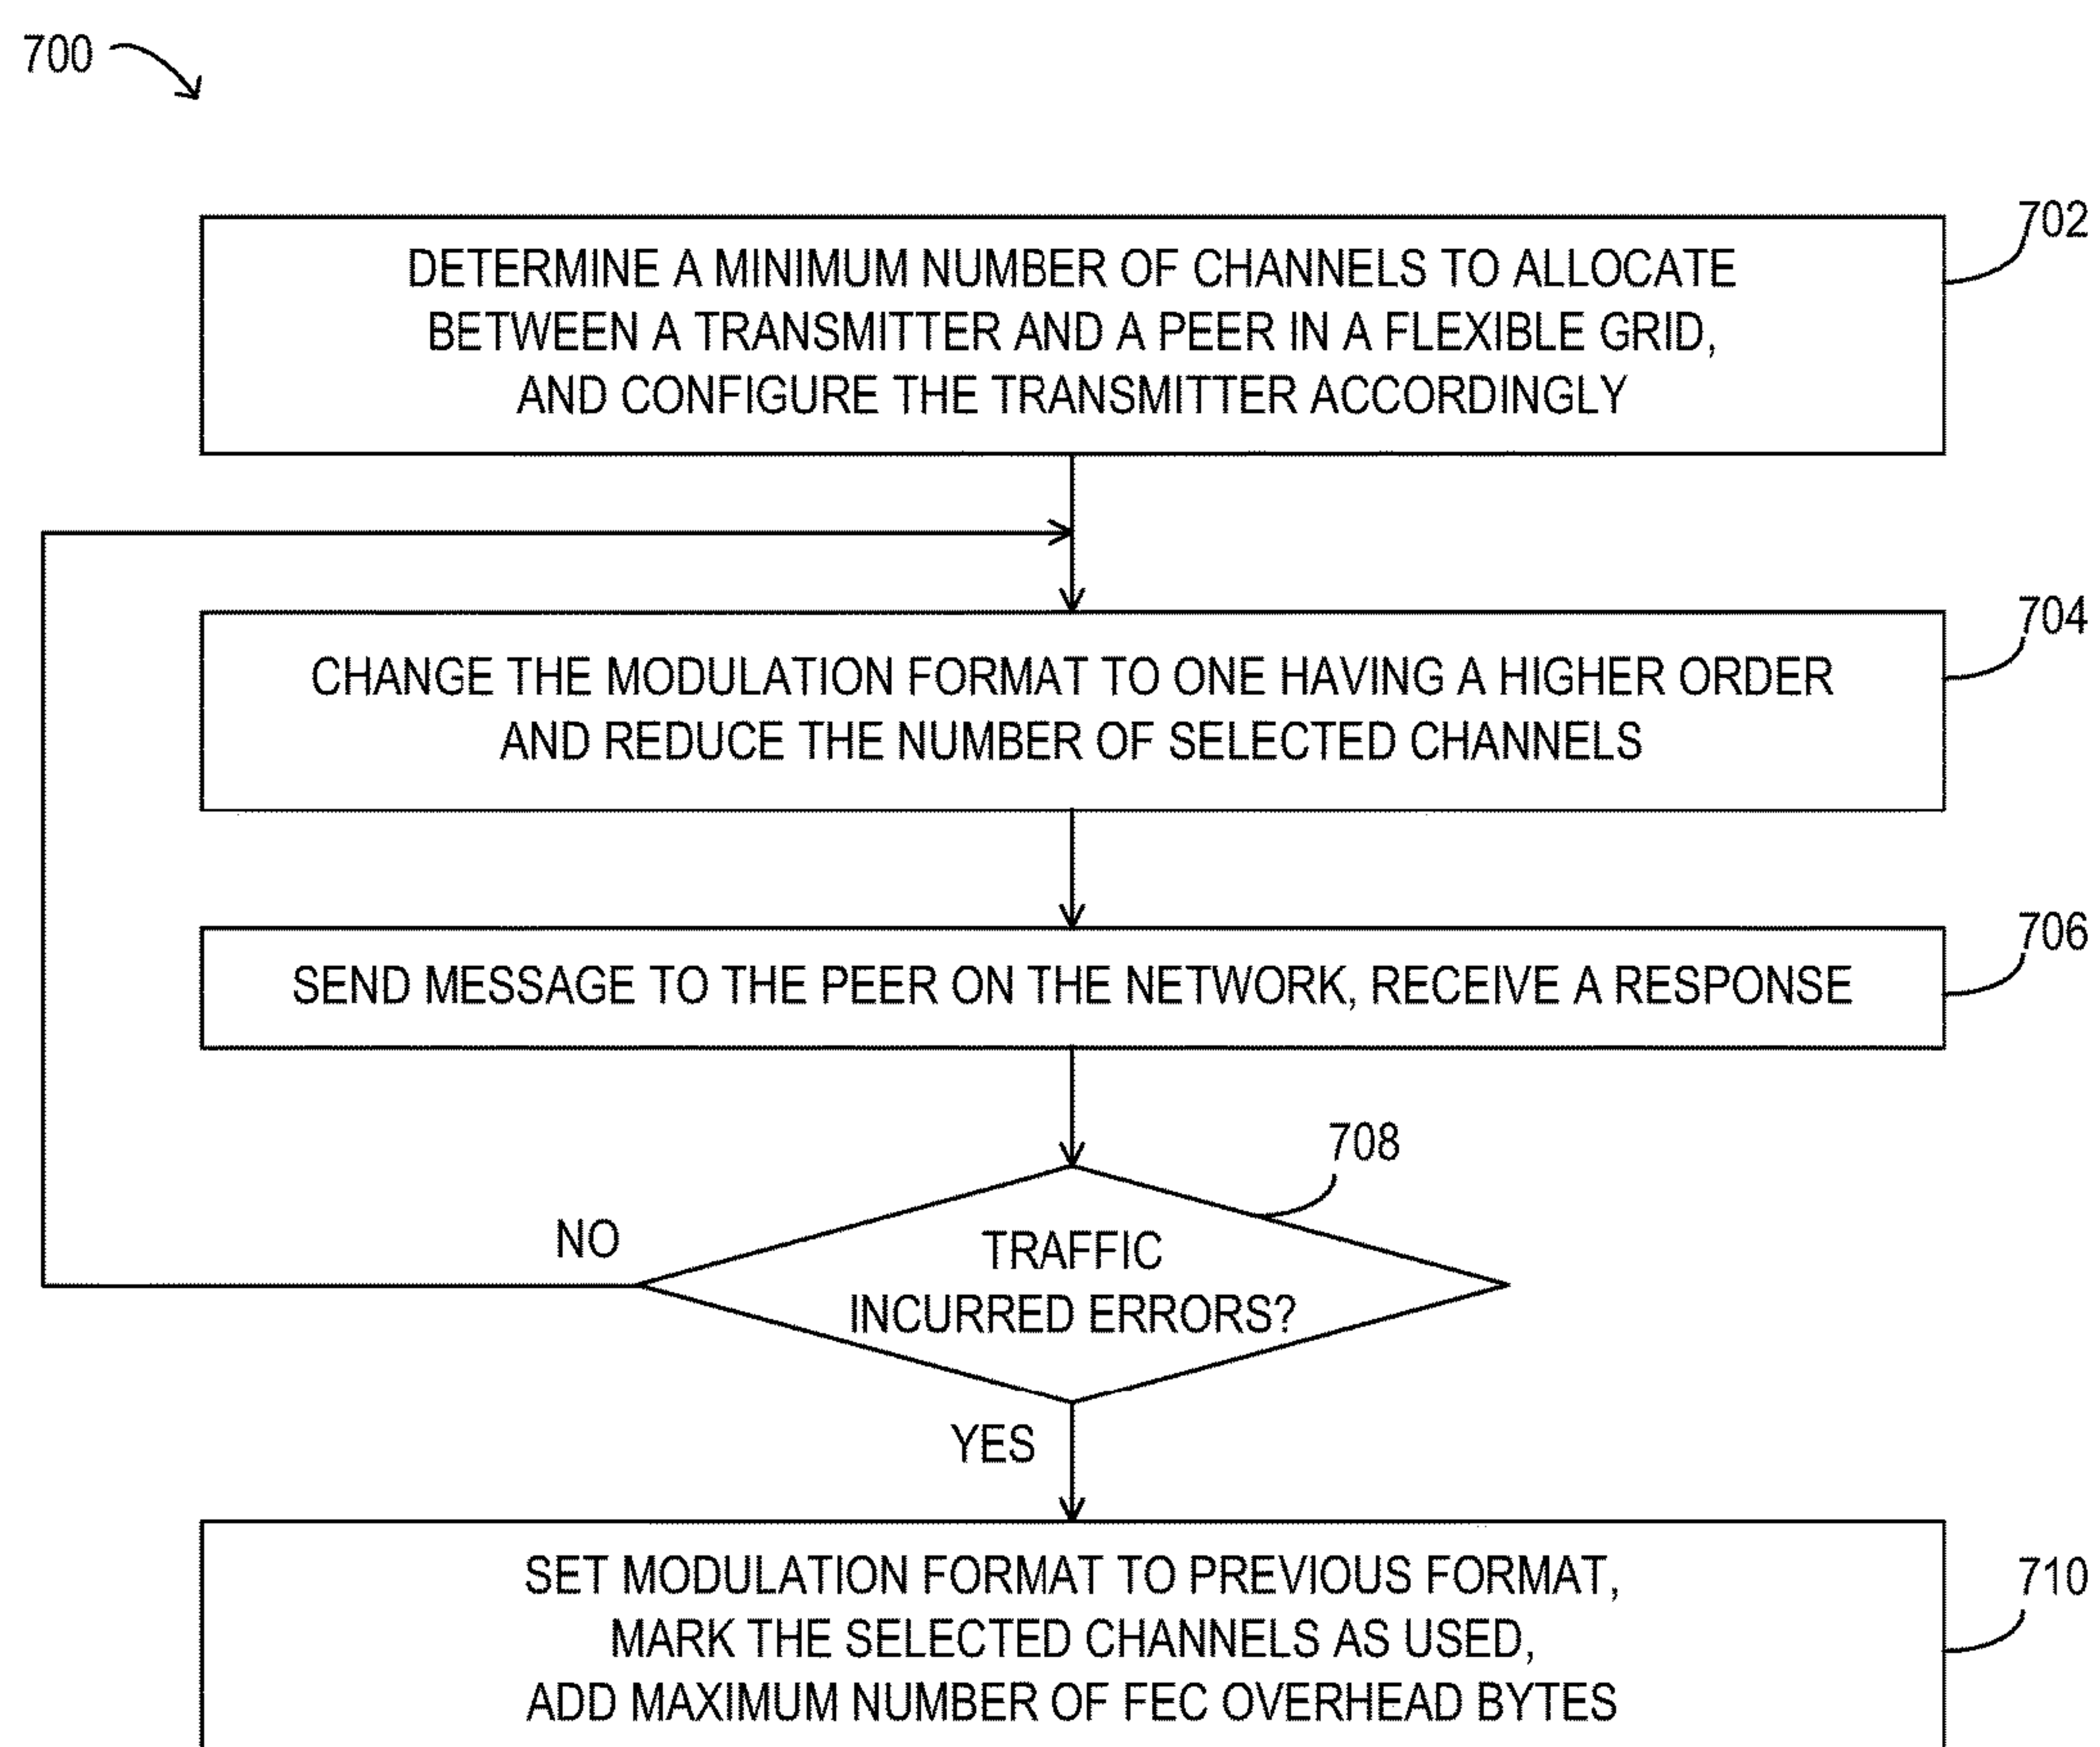 700
702
DETERMINE A MINIMUM NUMBER OF CHANNELS TO ALLOCATE
BETWEEN A TRANSMITTER AND A PEER IN A FLEXIBLE GRID,
AND CONFIGURE THE TRANSMITTER ACCORDINGLY
704
CHANGE THE MODULATION FORMAT TO ONE HAVING A HIGHER ORDER
AND REDUCE THE NUMBER OF SELECTED CHANNELS
706
SEND MESSAGE TO THE PEER ON THE NETWORK, RECEIVE A RESPONSE
708
NO
TRAFFIC
INCURRED ERRORS?
YES
710
SET MODULATION FORMAT TO PREVIOUS FORMAT,
MARK THE SELECTED CHANNELS AS USED,
ADD MAXIMUM NUMBER OF FEC OVERHEAD BYTES